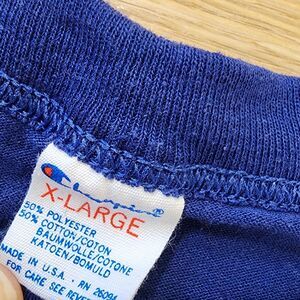 Champion
X-LARGE
50% POLYESTER
50% COTTON/COTON
BAUMWOLLE/COTONE
KATOEN/BOMULD
MADE IN U.S.A. · RN 26094
FOR CARE SEE REVE